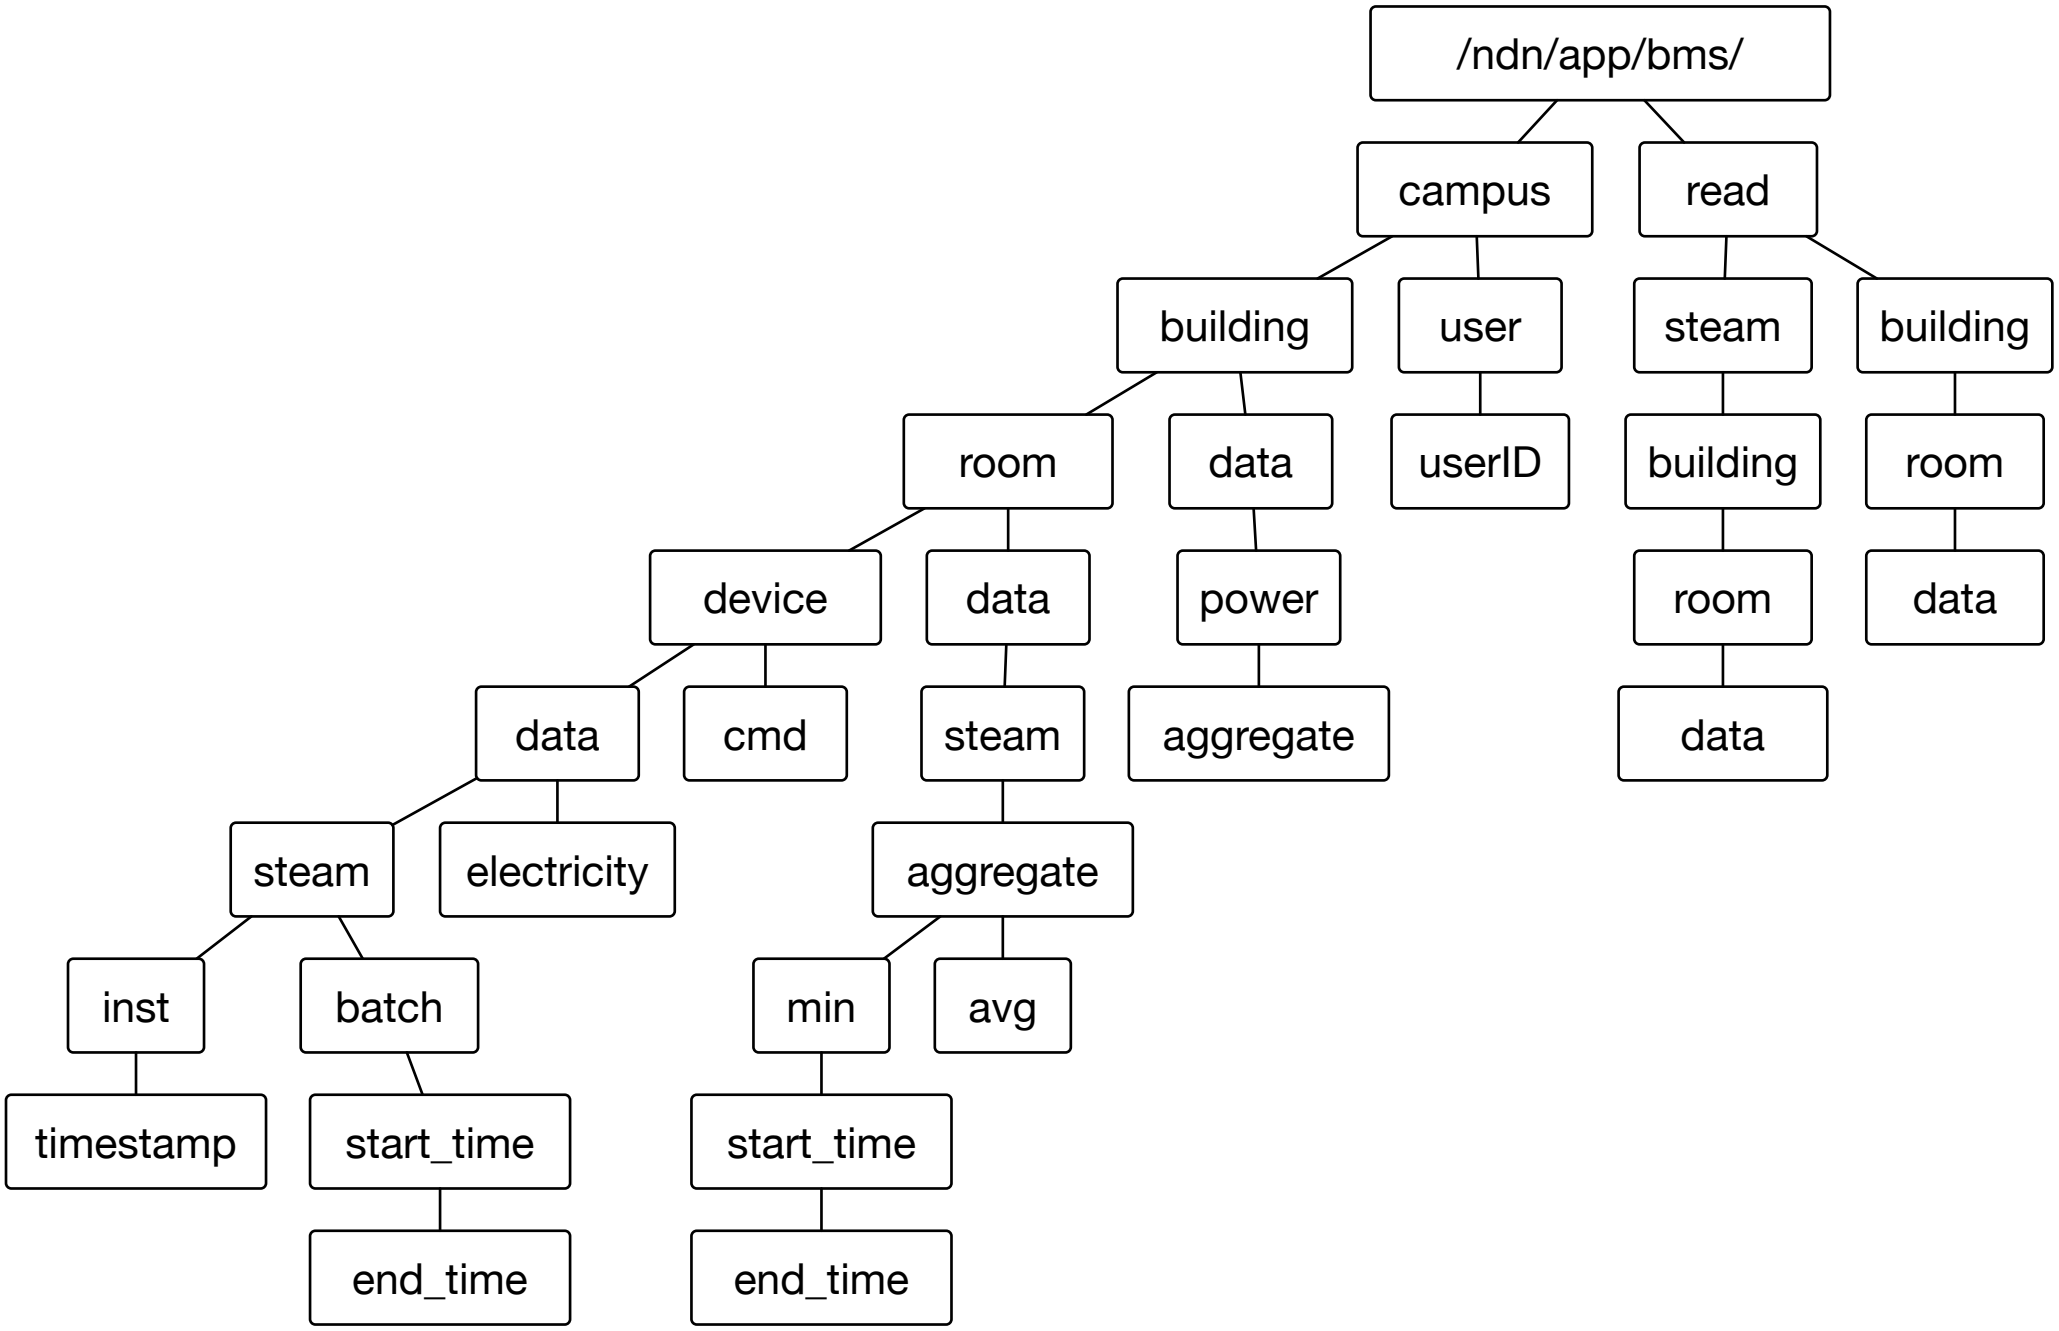 /ndn/app/bms/
campus
read
building
user
steam
building
room
data
userID
building
room
device
data
power
room
data
data
cmd
steam
aggregate
data
steam
electricity
aggregate
inst
batch
min
avg
timestamp
start_time
start_time
end_time
end_time